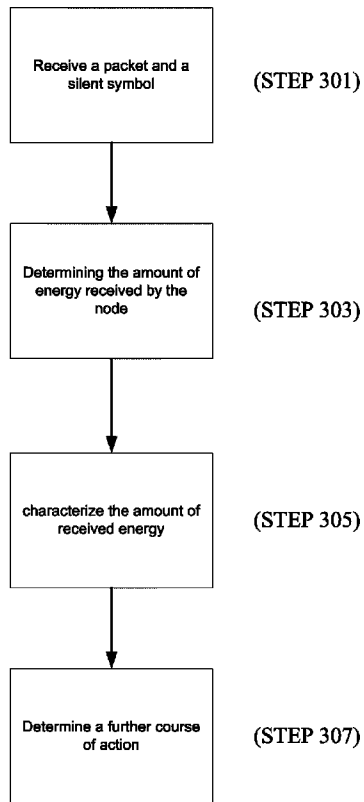 Receive a packet and a
silent symbol
(STEP 301)
Determining the amount of
energy received by the
node
(STEP 303)
characterize the amount of
received energy
(STEP 305)
Determine a further course
of action
(STEP 307)